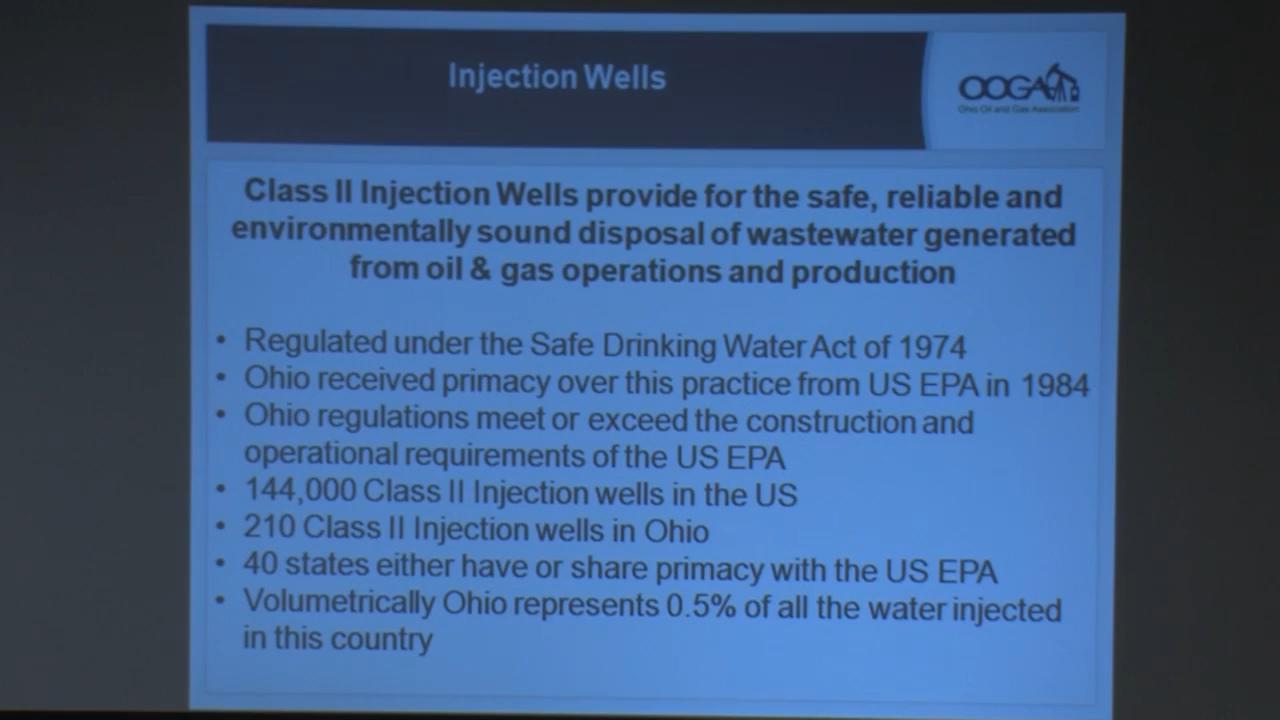 Injection Wells
OOGA
Ohio Oil and Gas Association
Class II Injection Wells provide for the safe, reliable and
environmentally sound disposal of wastewater generated
from oil & gas operations and production
• Regulated under the Safe Drinking Water Act of 1974
• Ohio received primacy over this practice from US EPA in 1984
• Ohio regulations meet or exceed the construction and
operational requirements of the US EPA
• 144,000 Class II Injection wells in the US
• 210 Class II Injection wells in Ohio
• 40 states either have or share primacy with the US EPA
• Volumetrically Ohio represents 0.5% of all the water injected
in this country